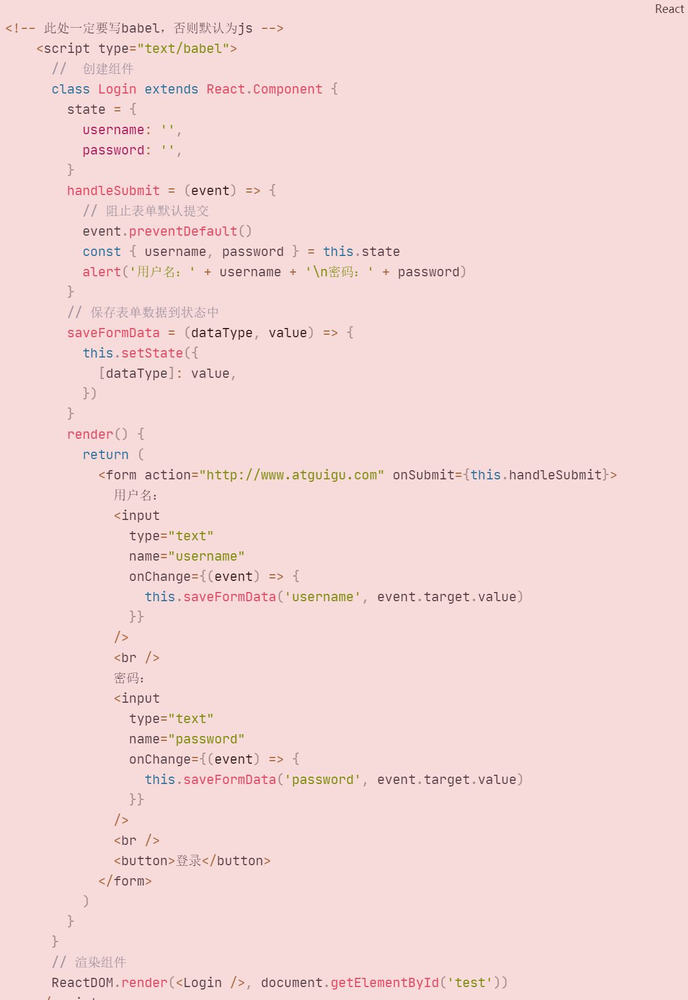 React
<!-- 此处一定要写babel，否则默认为js -->
<script type="text/babel">
//  创建组件
class Login extends React.Component {
state = {
username: '',
password: '',
}
handleSubmit = (event) => {
// 阻止表单默认提交
event.preventDefault()
const { username, password } = this.state
alert('用户名：' + username + '\n密码：' + password)
}
// 保存表单数据到状态中
saveFormData = (dataType, value) => {
this.setState({
[dataType]: value,
})
}
render() {
return (
<form action="http://www.atguigu.com" onSubmit={this.handleSubmit}>
用户名：
<input
type="text"
name="username"
onChange={(event) => {
this.saveFormData('username', event.target.value)
}}
/>
<br />
密码：
<input
type="text"
name="password"
onChange={(event) => {
this.saveFormData('password', event.target.value)
}}
/>
<br />
<button>登录</button>
</form>
)
}
}
// 渲染组件
ReactDOM.render(<Login />, document.getElementById('test'))